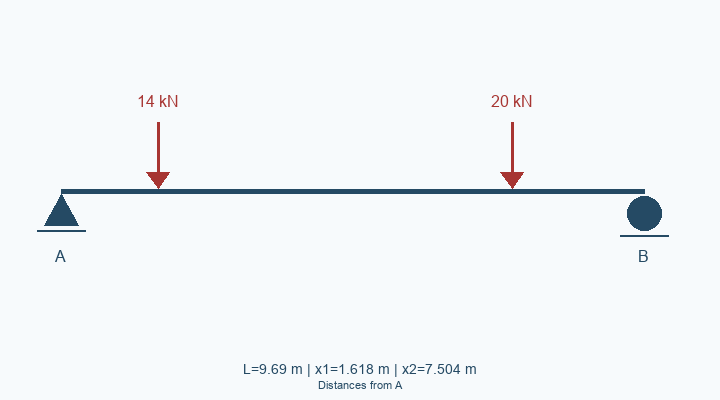 14 kN
20 kN
A
B
L=9.69 m | x1=1.618 m | x2=7.504 m
Distances from A